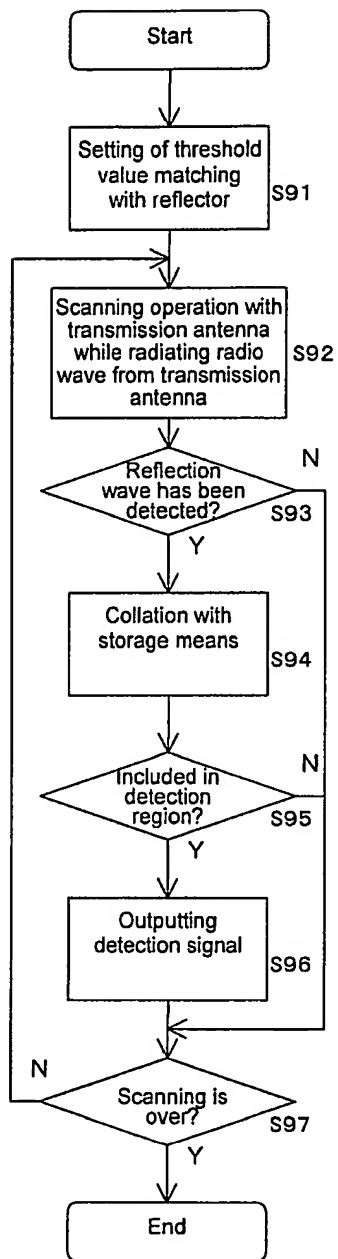 Start
Setting of threshold
value matching
with reflector
S91
Scanning operation with
transmission antenna
while radiating radio
wave from transmission
antenna
S92
Reflection
wave has been
detected?
N
S93
Y
Collation with
storage means
S94
Included in
detection
region?
N
S95
Y
Outputting
detection signal
S96
N
Scanning is
over?
S97
Y
End